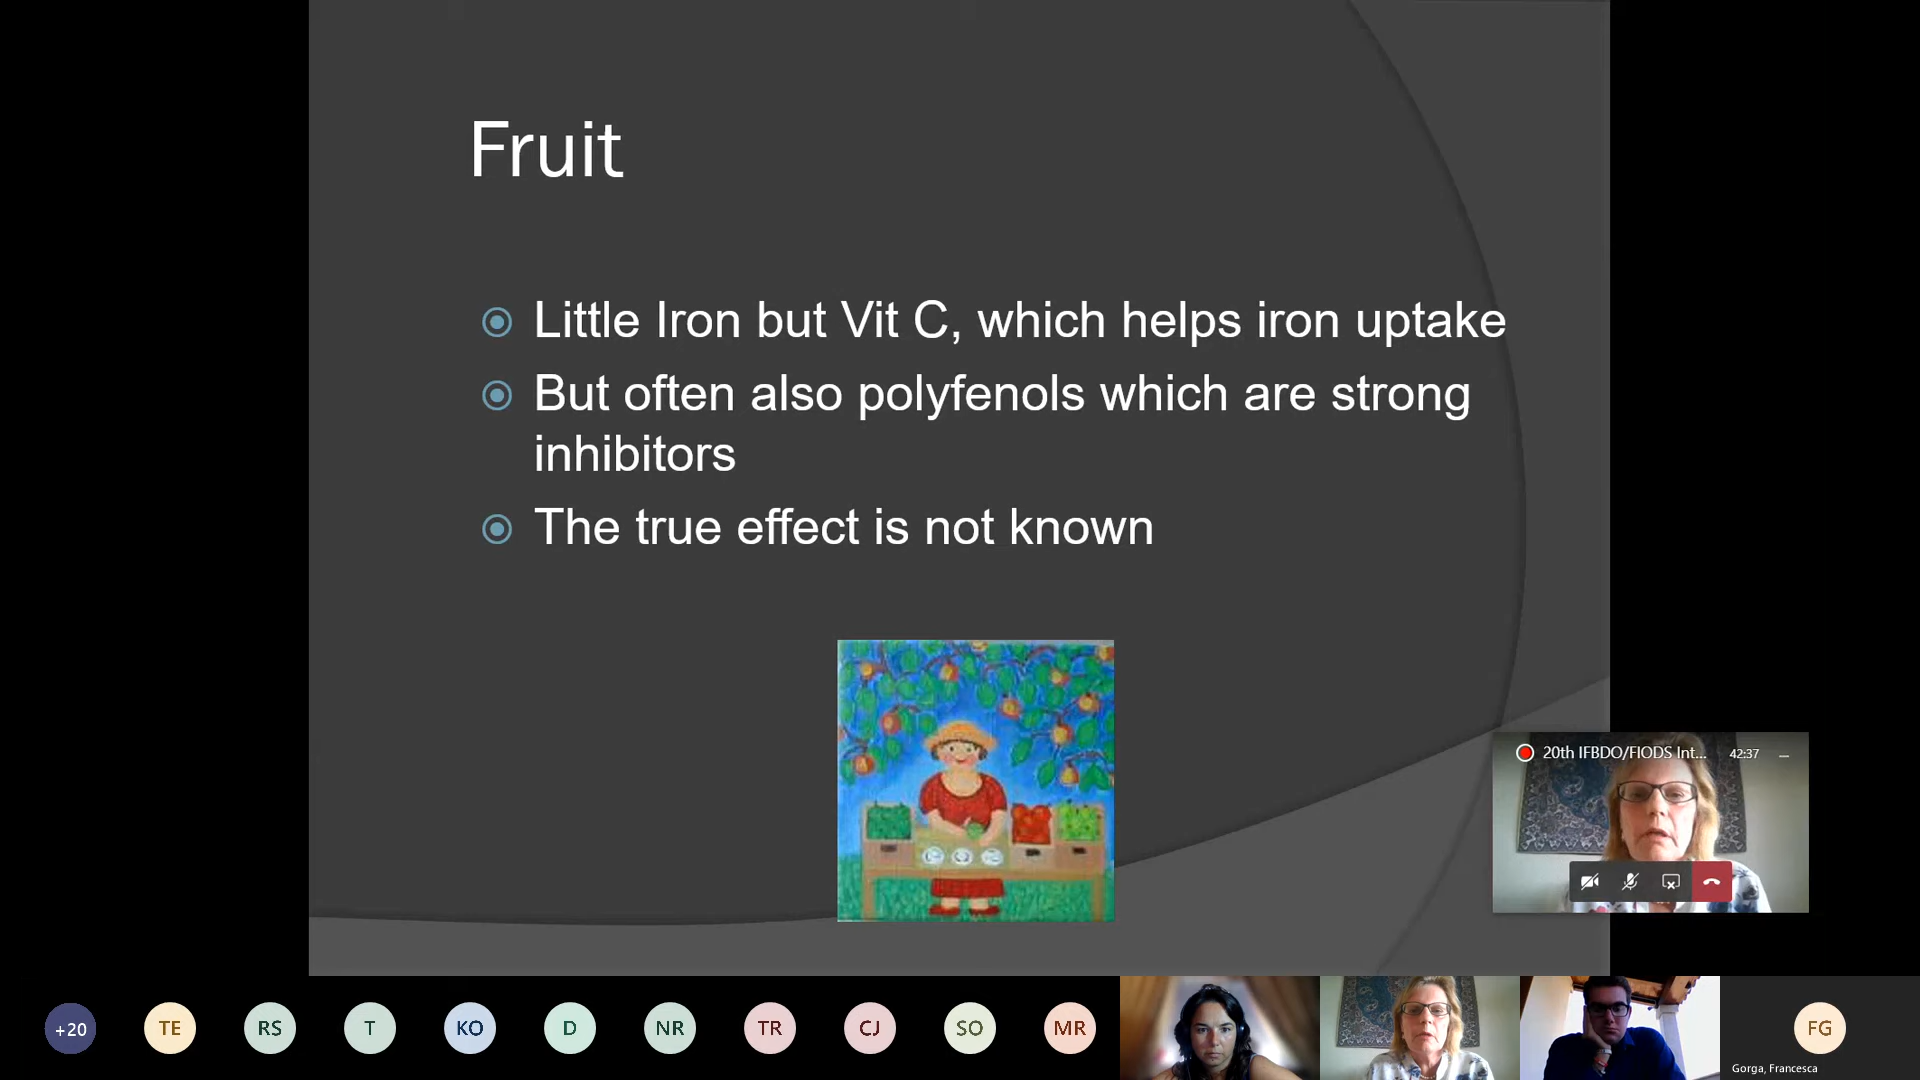 Fruit
Little Iron but Vit C, which helps iron uptake
But often also polyfenols which are strong
inhibitors
The true effect is not known
20th IFBDO/FIODS Int... 42:37
+20 TE RS T KO D NR TR CJ SO MR FG
Gorga, Francesca